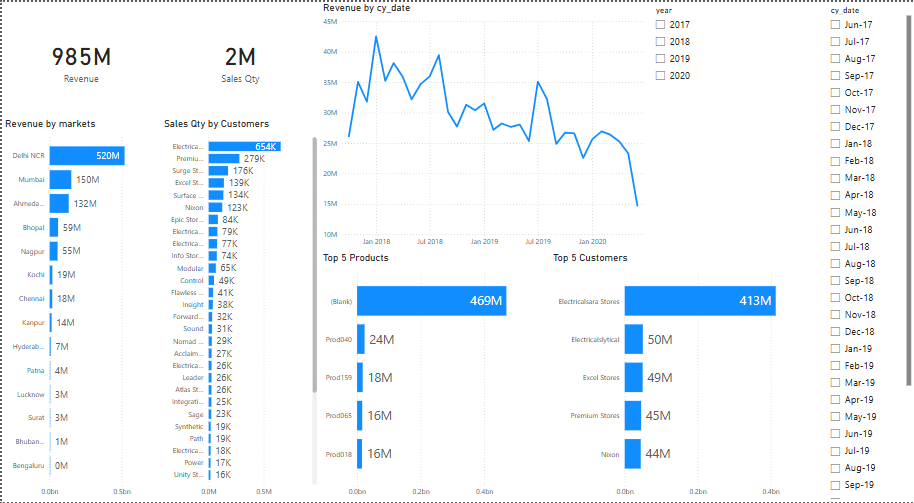 985M
Revenue
2M
Sales Qty
Revenue by markets
Delhi NCR 520M
Mumbai 150M
Ahmeda... 132M
Bhopal 59M
Nagpur 55M
Kochi 19M
Chennai 18M
Kanpur 14M
Hyderab... 7M
Patna 4M
Lucknow 3M
Surat 3M
Bhuban... 1M
Bengaluru 0M
0.0bn 0.5bn
Sales Qty by Customers
Electrica... 654K
Premiu... 279K
Surge St... 176K
Excel St... 139K
Surface ... 134K
Nixon 123K
Epic Stor... 84K
Electrica... 79K
Electrica... 77K
Info Stor... 74K
Modular 65K
Control 49K
Flawless ... 41K
Insight 38K
Forward... 32K
Sound 31K
Nomad ... 29K
Acclaim... 27K
Electrica... 26K
Leader 26K
Atlas St... 26K
Integrati... 25K
Sage 23K
Synthetic 19K
Path 19K
Electrica... 18K
Power 17K
Unity St... 16K
0.0M 0.5M
Revenue by cy_date
45M
40M
35M
30M
25M
20M
15M
10M
Jan 2018 Jul 2018 Jan 2019 Jul 2019 Jan 2020
Top 5 Products
(Blank) 469M
Prod040 24M
Prod159 18M
Prod065 16M
Prod018 16M
0.0bn 0.2bn 0.4bn
Top 5 Customers
Electricalsara Stores 413M
Electricalslytical 50M
Excel Stores 49M
Premium Stores 45M
Nixon 44M
0.0bn 0.2bn 0.4bn
year
2017
2018
2019
2020
cy_date
Jun-17
Jul-17
Aug-17
Sep-17
Oct-17
Nov-17
Dec-17
Jan-18
Feb-18
Mar-18
Apr-18
May-18
Jun-18
Jul-18
Aug-18
Sep-18
Oct-18
Nov-18
Dec-18
Jan-19
Feb-19
Mar-19
Apr-19
May-19
Jun-19
Jul-19
Aug-19
Sep-19